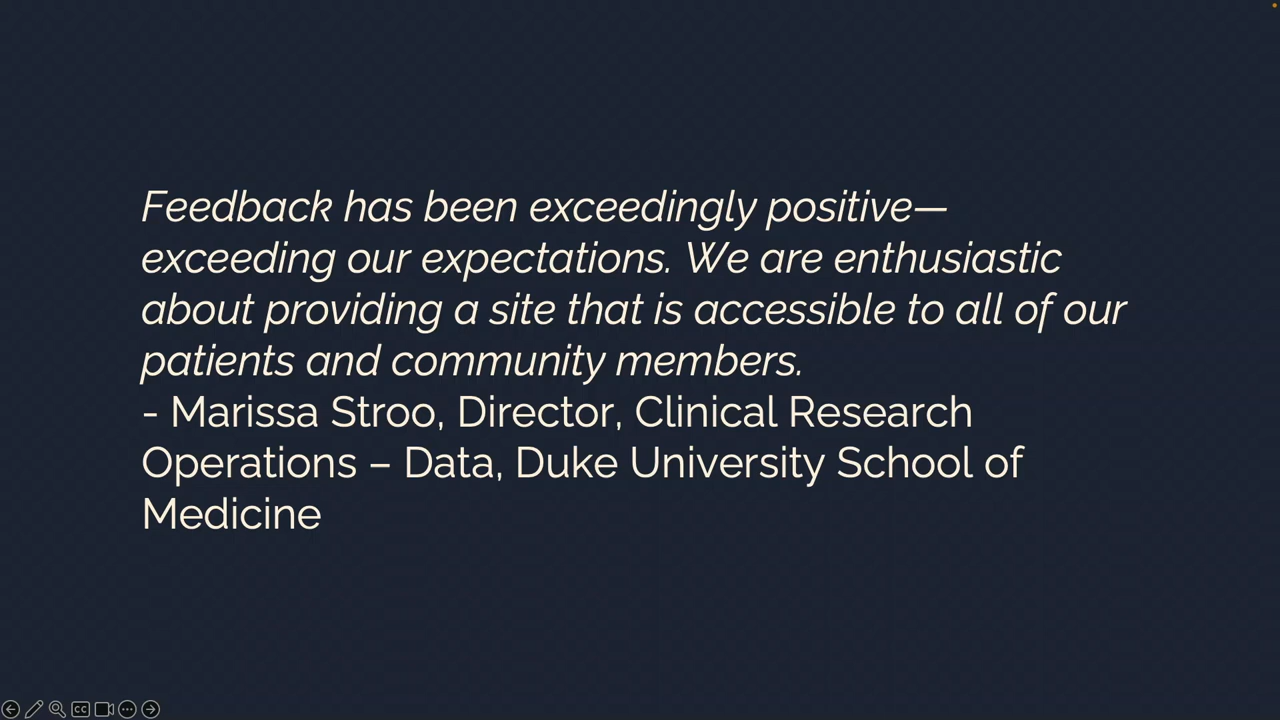 Feedback has been exceedingly positive—
exceeding our expectations. We are enthusiastic
about providing a site that is accessible to all of our
patients and community members.
- Marissa Stroo, Director, Clinical Research
Operations – Data, Duke University School of
Medicine
CC